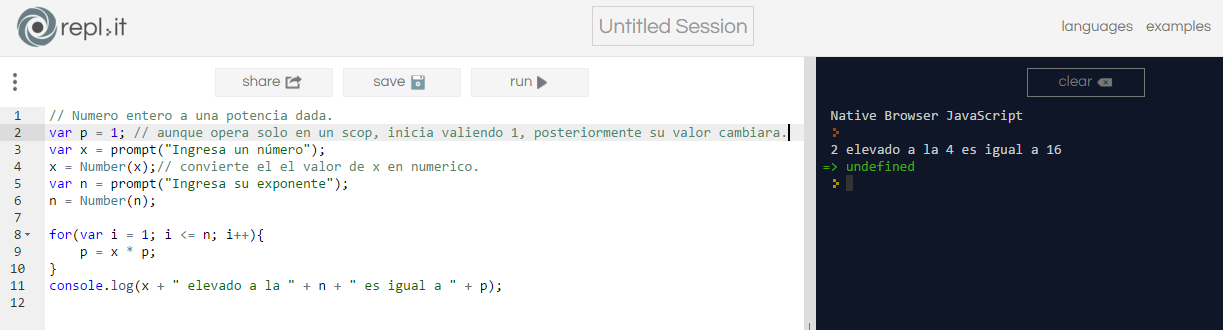 repl.it
Untitled Session
languages examples
share save run
clear
1 // Numero entero a una potencia dada.
2 var p = 1; // aunque opera solo en un scop, inicia valiendo 1, posteriormente su valor cambiara.
3 var x = prompt("Ingresa un número");
4 x = Number(x);// convierte el el valor de x en numerico.
5 var n = prompt("Ingresa su exponente");
6 n = Number(n);
7
8 for(var i = 1; i <= n; i++){
9 p = x * p;
10 }
11 console.log(x + " elevado a la " + n + " es igual a " + p);
12
Native Browser JavaScript
2 elevado a la 4 es igual a 16
=> undefined